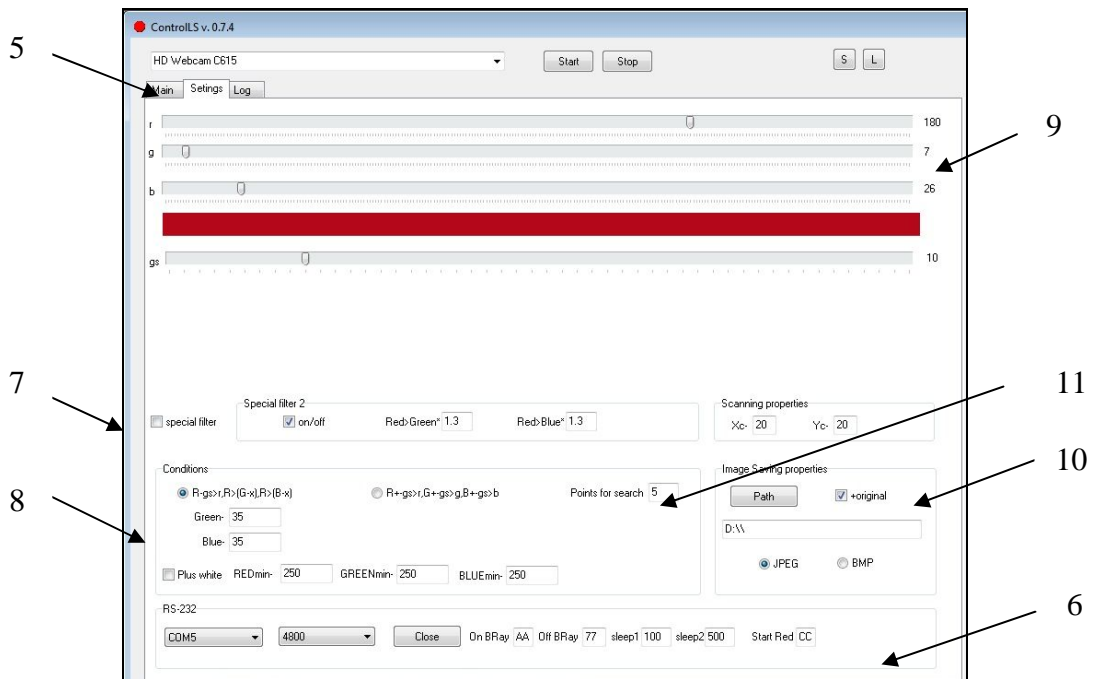 ControlLS v. 0.7.4
5
HD Webcam C615 Start Stop S L
Main Setings Log
r 180
9
g 7
b 26
gs 10
7
11
Special filter 2 Scanning properties
special filter on/off Red>Green* 1.3 Red>Blue* 1.3 Xc- 20 Yc- 20
10
Conditions Image Saving properties
8
R-gs>r,R>(G-x),R>(B-x) R+-gs>r,G+-gs>g,B+-gs>b Points for search 5 Path +original
Green- 35
D:\\
Blue- 35
JPEG BMP
Plus white REDmin- 250 GREENmin- 250 BLUEmin- 250
6
RS-232
COM5 4800 Close On BRay AA Off BRay 77 sleep1 100 sleep2 500 Start Red CC